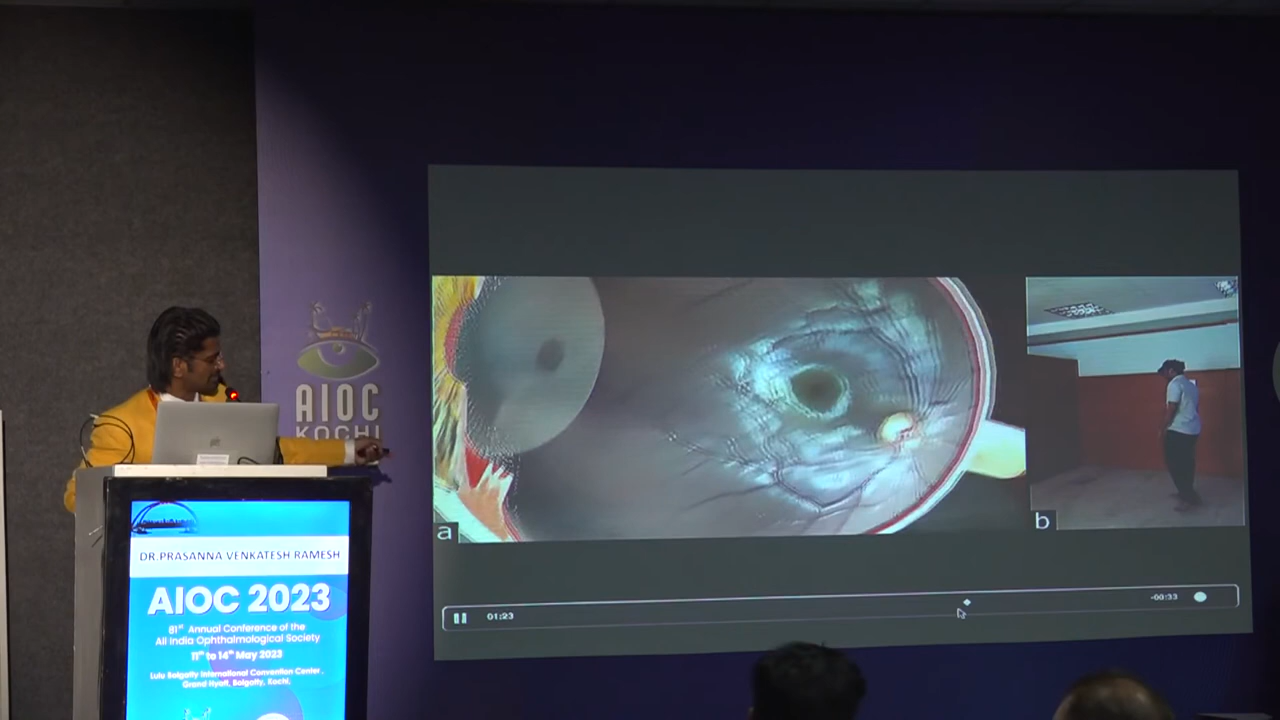 AIOC
KOCHI
a
b
01:23
-00:33
DR.PRASANNA VENKATESH RAMESH
AIOC 2023
81st Annual Conference of the
All India Ophthalmological Society
11th to 14th May 2023
Lulu Bolgatty International Convention Center,
Grand Hyatt, Bolgatty, Kochi.